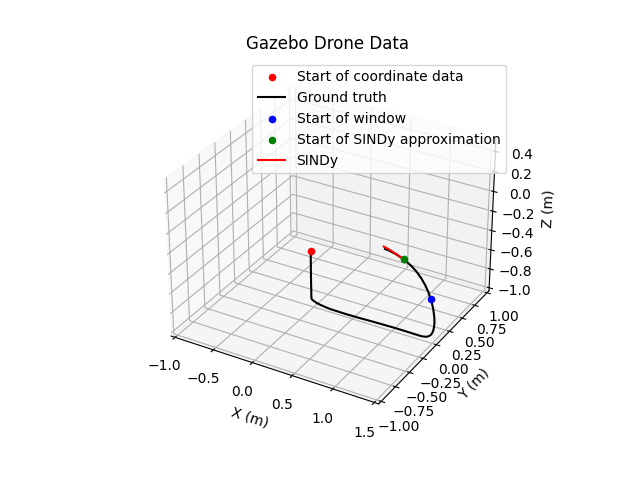 Gazebo Drone Data
Start of coordinate data
Ground truth
Start of window
Start of SINDy approximation
SINDy
0.4
0.2
0.0
−0.2
−0.4
−0.6
−0.8
−1.0
Z (m)
1.00
0.75
0.50
0.25
0.00
−0.25
−0.50
−0.75
−1.00
Y (m)
−1.0
−0.5
0.0
0.5
1.0
1.5
X (m)